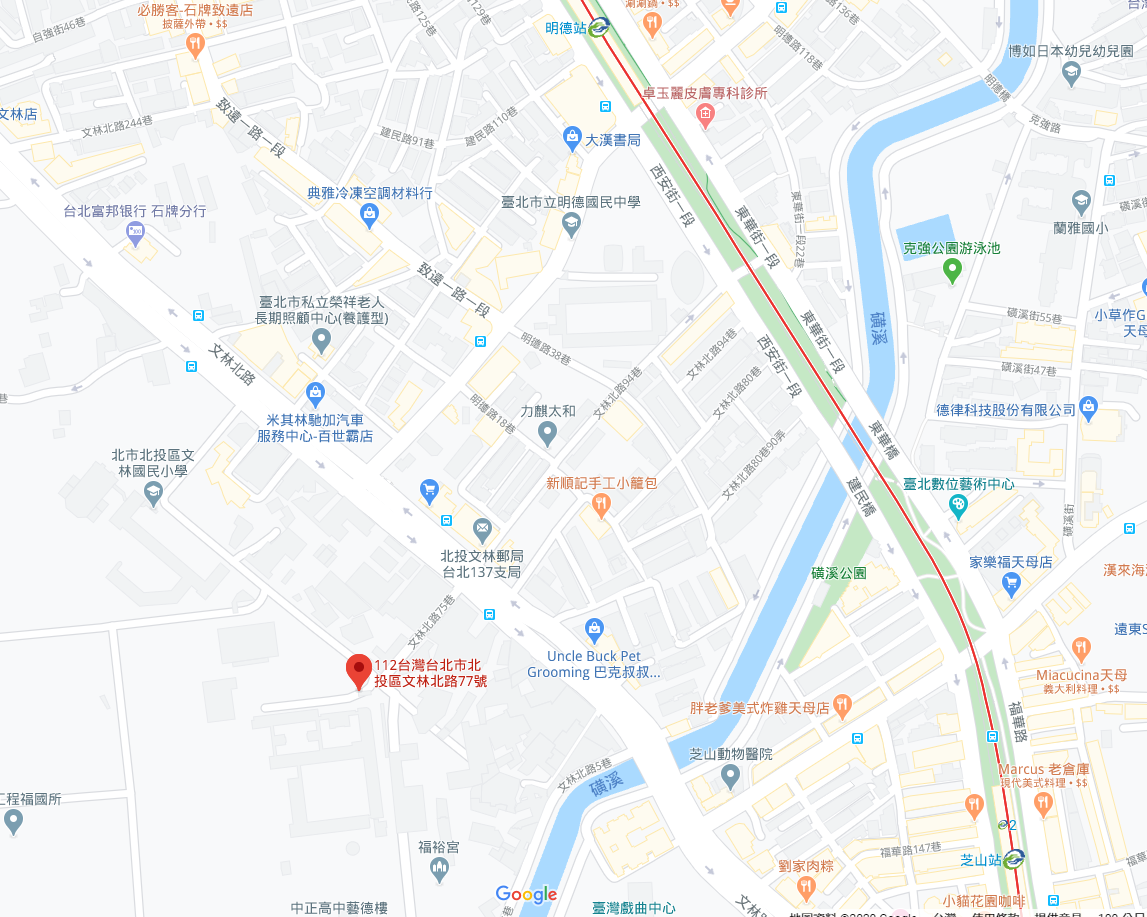 必勝客-石牌致遠店
披薩外帶 • $$
自強街46巷
明德站
明德路118巷
博如日本幼兒幼兒園
明德橋
克強路
文林店
文林北路244巷
致遠一路一段
建民路91巷
建民路110巷
大漢書局
卓玉麗皮膚專科診所
典雅冷凍空調材料行
台北富邦银行 石牌分行
臺北市立明德國民中學
西安街一段
東華街一段
東華街一段22巷
蘭雅國小
克強公園游泳池
致遠一路一段
臺北市私立榮祥老人
長期照顧中心(養護型)
文林北路
明德路38巷
文林北路94巷
文林北路94巷
文林北路80巷
西安街一段
東華街一段
磺溪
磺溪街55巷
磺溪街47巷
小草作G
天母
米其林馳加汽車
服務中心-百世霸店
明德路18巷
力麒太和
文林北路80巷90弄
德律科技股份有限公司
東華橋
北市北投區文
林國民小學
新順記手工小籠包
建民橋
臺北數位藝術中心
磺溪街
北投文林郵局
台北137支局
磺溪公園
家樂福天母店
漢來海
文林北路75巷
遠東S
Uncle Buck Pet
Grooming 巴克叔叔...
112台灣台北市北
投區文林北路77號
Miacucina天母
義大利料理 • $$
胖老爹美式炸雞天母店
福華路
芝山動物醫院
文林北路5巷
磺溪
Marcus 老倉庫
現代美式料理 • $$
工程福國所
2
福裕宮
福華路147巷
芝山站
劉家肉粽
Google
中正高中藝德樓
臺灣戲曲中心
小貓花園咖啡